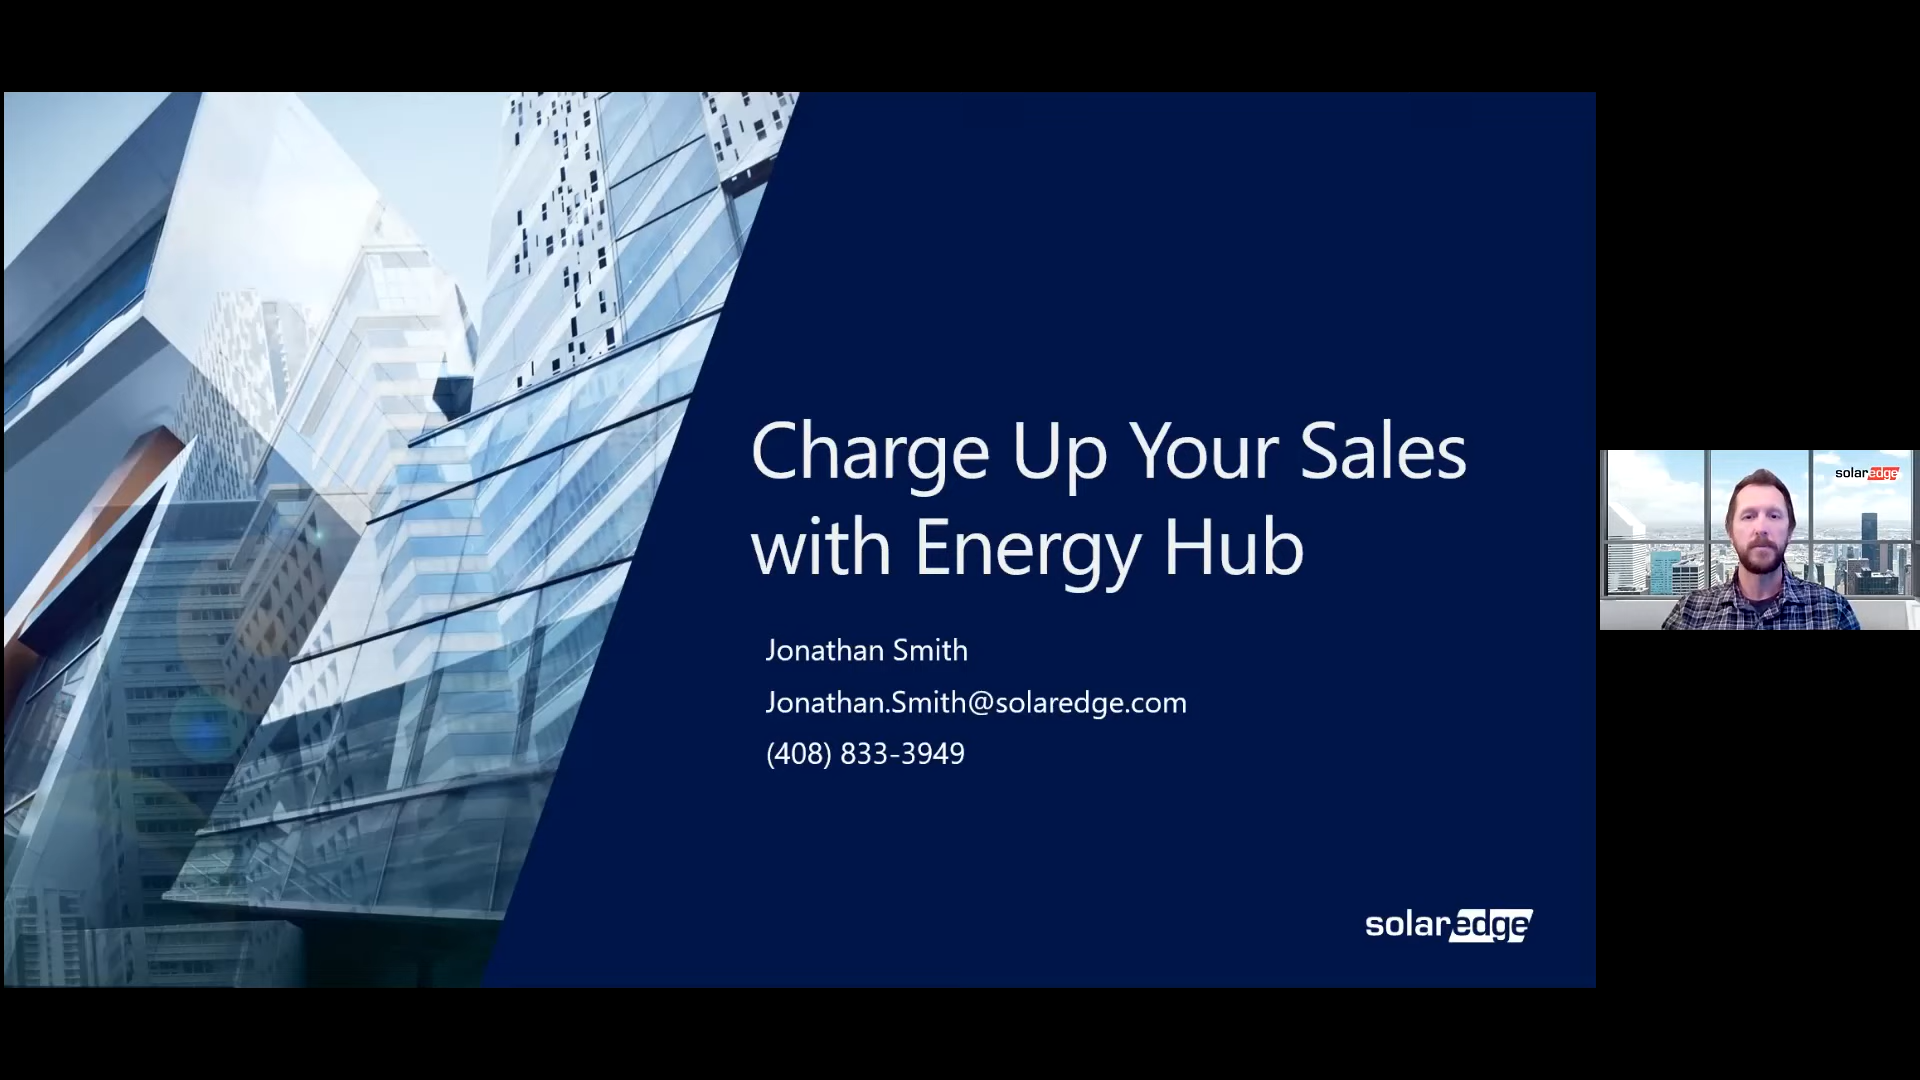 Charge Up Your Sales
with Energy Hub
Jonathan Smith
Jonathan.Smith@solaredge.com
(408) 833-3949
solaredge
solaredge